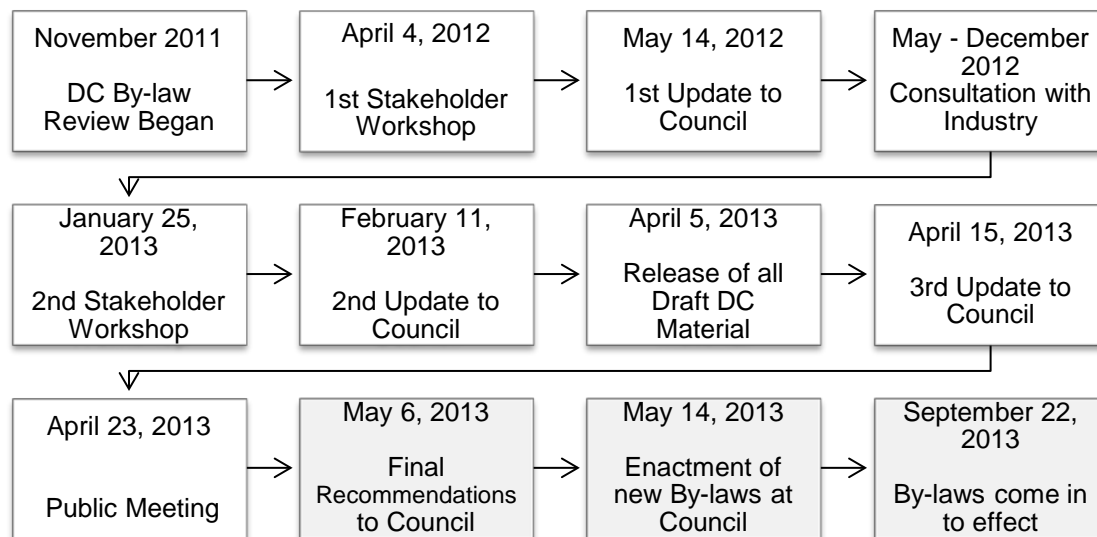 November 2011
DC By-law
Review Began
April 4, 2012
1st Stakeholder
Workshop
May 14, 2012
1st Update to
Council
May - December
2012
Consultation with
Industry
January 25,
2013
2nd Stakeholder
Workshop
February 11,
2013
2nd Update to
Council
April 5, 2013
Release of all
Draft DC
Material
April 15, 2013
3rd Update to
Council
April 23, 2013
Public Meeting
May 6, 2013
Final
Recommendations
to Council
May 14, 2013
Enactment of
new By-laws at
Council
September 22,
2013
By-laws come in
to effect